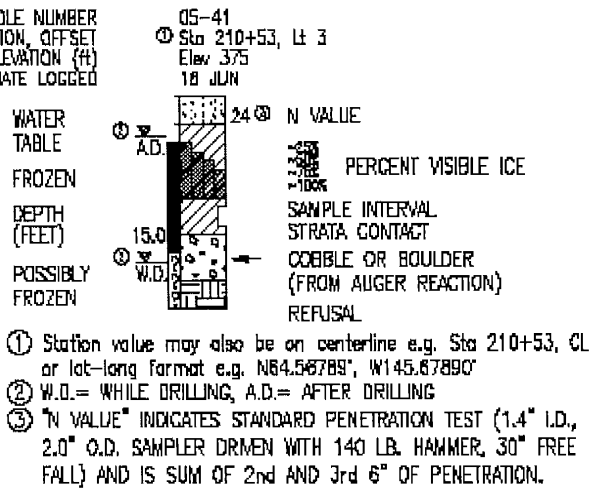 OLE NUMBER 0S-41
ION, OFFSET ① Sta 210+53, Lt 3
LEVATION (ft) Elev 375
ATE LOGGED 18 JUN
WATER TABLE
② A.D.
24 ③ N VALUE
FROZEN
PERCENT VISIBLE ICE
DEPTH (FEET)
15.0
SAMPLE INTERVAL
STRATA CONTACT
② W.D.
COBBLE OR BOULDER
(FROM AUGER REACTION)
POSSIBLY
FROZEN
REFUSAL
① Station value may also be on centerline e.g. Sta 210+53, CL
or lat-long format e.g. N64.56789°, W145.67890°
② W.D.= WHILE DRILLING, A.D.= AFTER DRILLING
③ "N VALUE" INDICATES STANDARD PENETRATION TEST (1.4" I.D.,
2.0" O.D. SAMPLER DRIVEN WITH 140 LB. HAMMER, 30" FREE
FALL) AND IS SUM OF 2nd AND 3rd 6" OF PENETRATION.